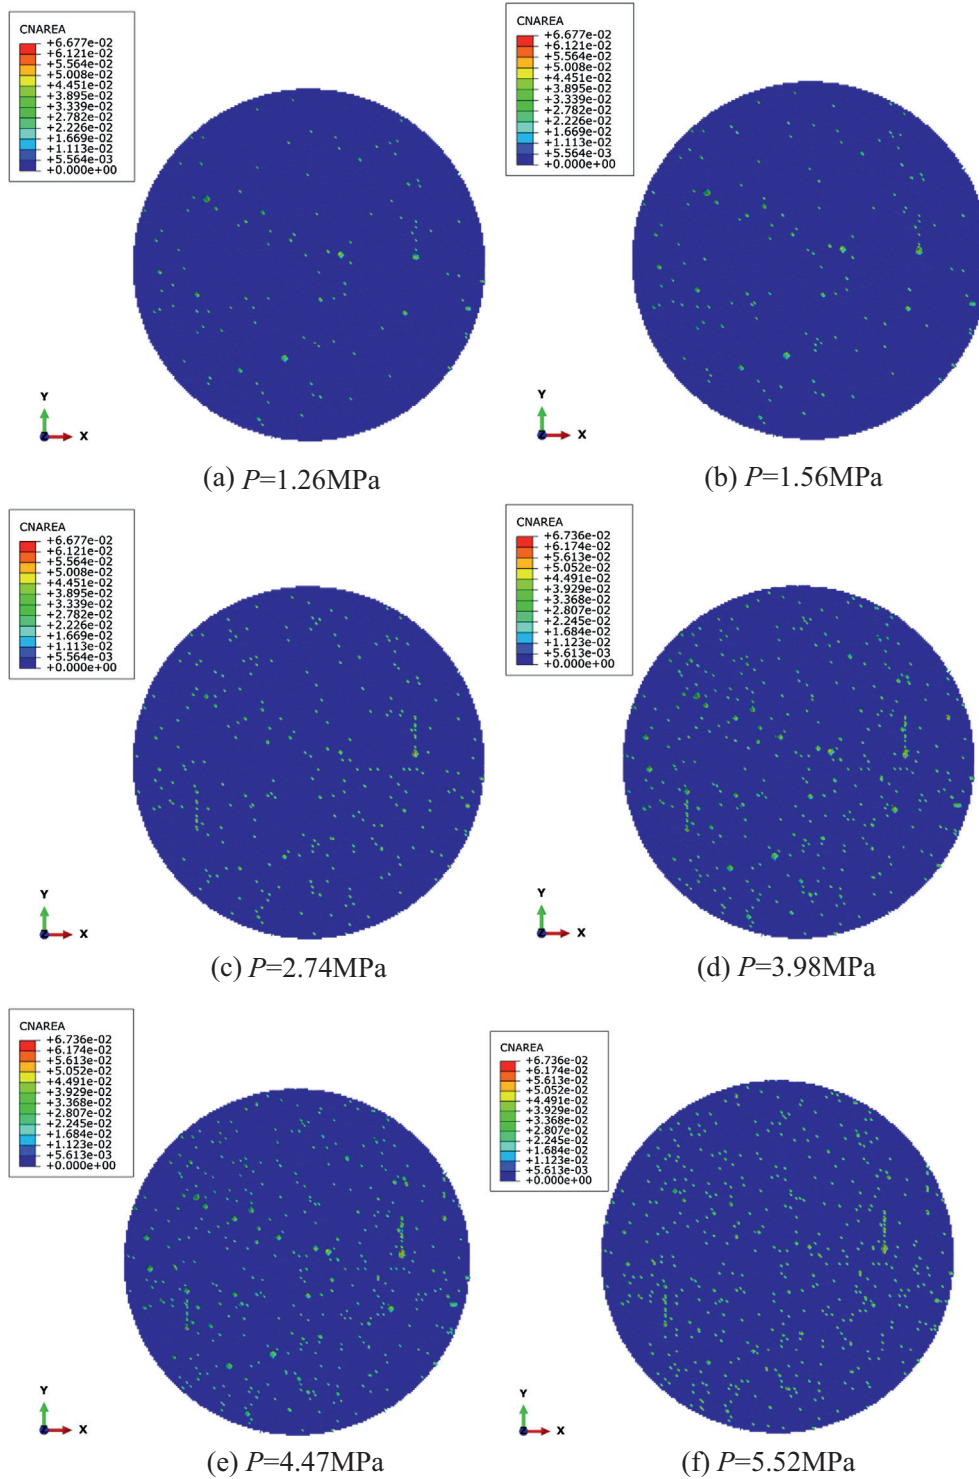 CNAREA
+6.677e-02
+6.121e-02
+5.564e-02
+5.008e-02
+4.451e-02
+3.895e-02
+3.339e-02
+2.782e-02
+2.226e-02
+1.669e-02
+1.113e-02
+5.564e-03
+0.000e+00
Y
Z
X
(a) P=1.26MPa
CNAREA
+6.677e-02
+6.121e-02
+5.564e-02
+5.008e-02
+4.451e-02
+3.895e-02
+3.339e-02
+2.782e-02
+2.226e-02
+1.669e-02
+1.113e-02
+5.564e-03
+0.000e+00
Y
Z
X
(b) P=1.56MPa
CNAREA
+6.677e-02
+6.121e-02
+5.564e-02
+5.008e-02
+4.451e-02
+3.895e-02
+3.339e-02
+2.782e-02
+2.226e-02
+1.669e-02
+1.113e-02
+5.564e-03
+0.000e+00
Y
Z
X
(c) P=2.74MPa
CNAREA
+6.736e-02
+6.174e-02
+5.613e-02
+5.052e-02
+4.491e-02
+3.929e-02
+3.368e-02
+2.807e-02
+2.245e-02
+1.684e-02
+1.123e-02
+5.613e-03
+0.000e+00
Y
Z
X
(d) P=3.98MPa
CNAREA
+6.736e-02
+6.174e-02
+5.613e-02
+5.052e-02
+4.491e-02
+3.929e-02
+3.368e-02
+2.807e-02
+2.245e-02
+1.684e-02
+1.123e-02
+5.613e-03
+0.000e+00
Y
Z
X
(e) P=4.47MPa
CNAREA
+6.736e-02
+6.174e-02
+5.613e-02
+5.052e-02
+4.491e-02
+3.929e-02
+3.368e-02
+2.807e-02
+2.245e-02
+1.684e-02
+1.123e-02
+5.613e-03
+0.000e+00
Y
Z
X
(f) P=5.52MPa